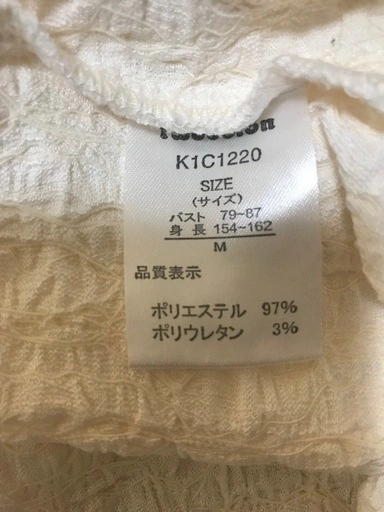 K1C1220
SIZE
(サイズ)
バスト 79~87
身長 154~162
M
品質表示
ポリエステル 97%
ポリウレタン 3%